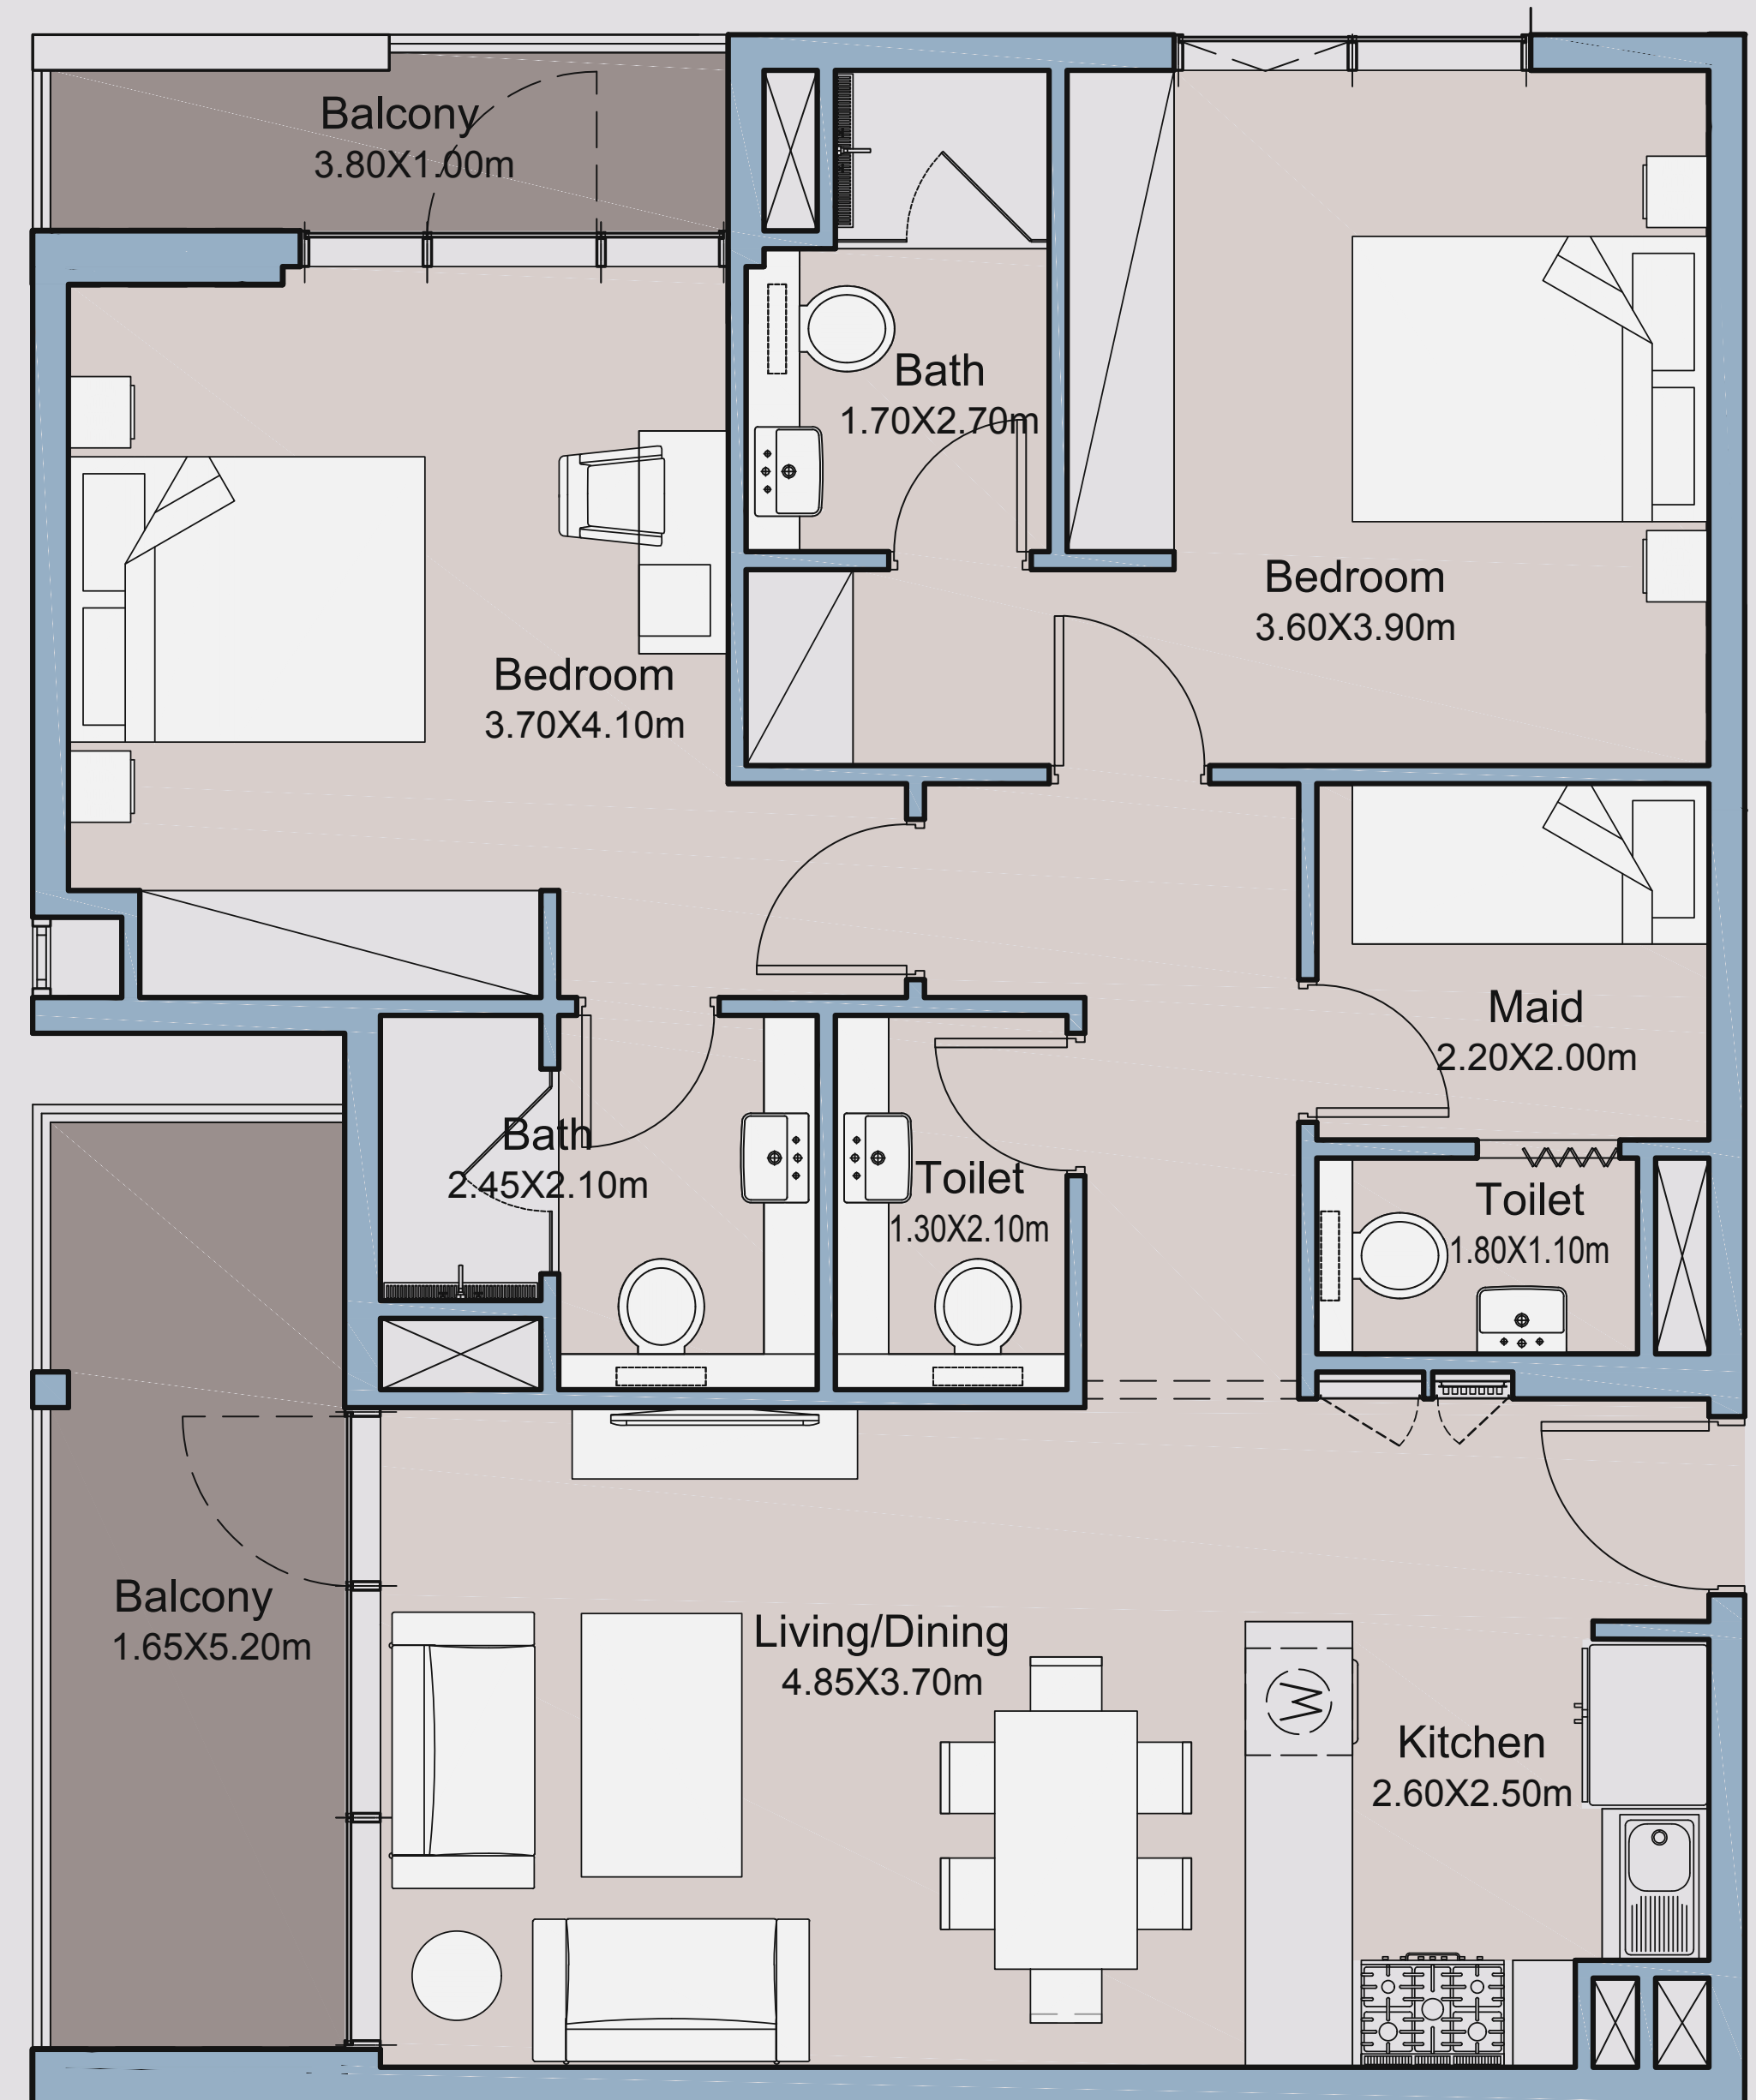 Balcony
3.80X1.00m
Bath
1.70X2.70m
Bedroom
3.60X3.90m
Bedroom
3.70X4.10m
Maid
2.20X2.00m
Bath
2.45X2.10m
Toilet
1.30X2.10m
Toilet
1.80X1.10m
Balcony
1.65X5.20m
Living/Dining
4.85X3.70m
W
Kitchen
2.60X2.50m